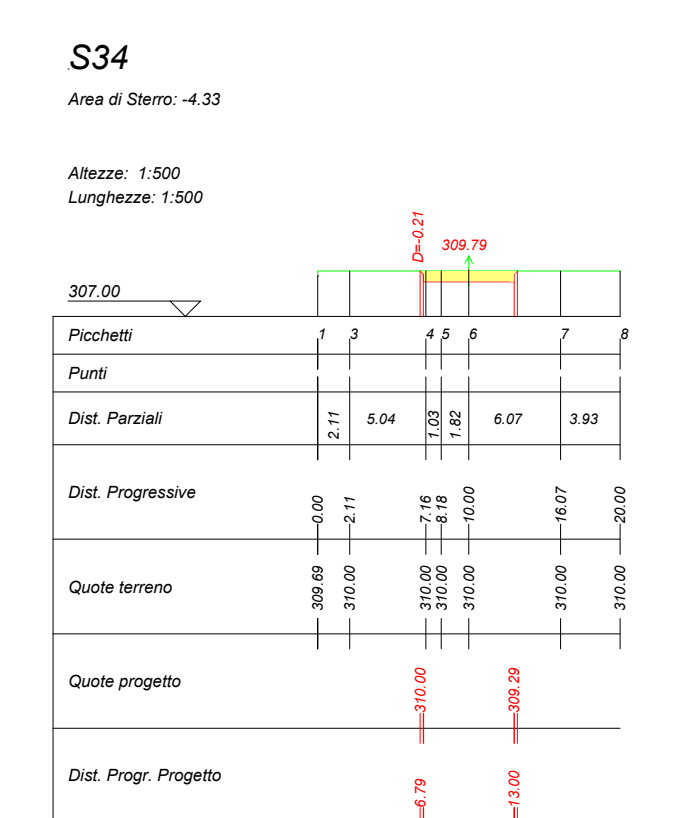 S34
Area di Sterro: -4.33
Altezze: 1:500
Lunghezze: 1:500
D=-0.21
309.79
307.00
Picchetti 1 3 4 5 6 7 8
Punti
Dist. Parziali 2.11 5.04 1.03 1.82 6.07 3.93
Dist. Progressive 0.00 2.11 7.16 8.18 10.00 16.07 20.00
Quote terreno 309.69 310.00 310.00 310.00 310.00 310.00 310.00
Quote progetto 310.00 309.29
Dist. Progr. Progetto 6.79 13.00